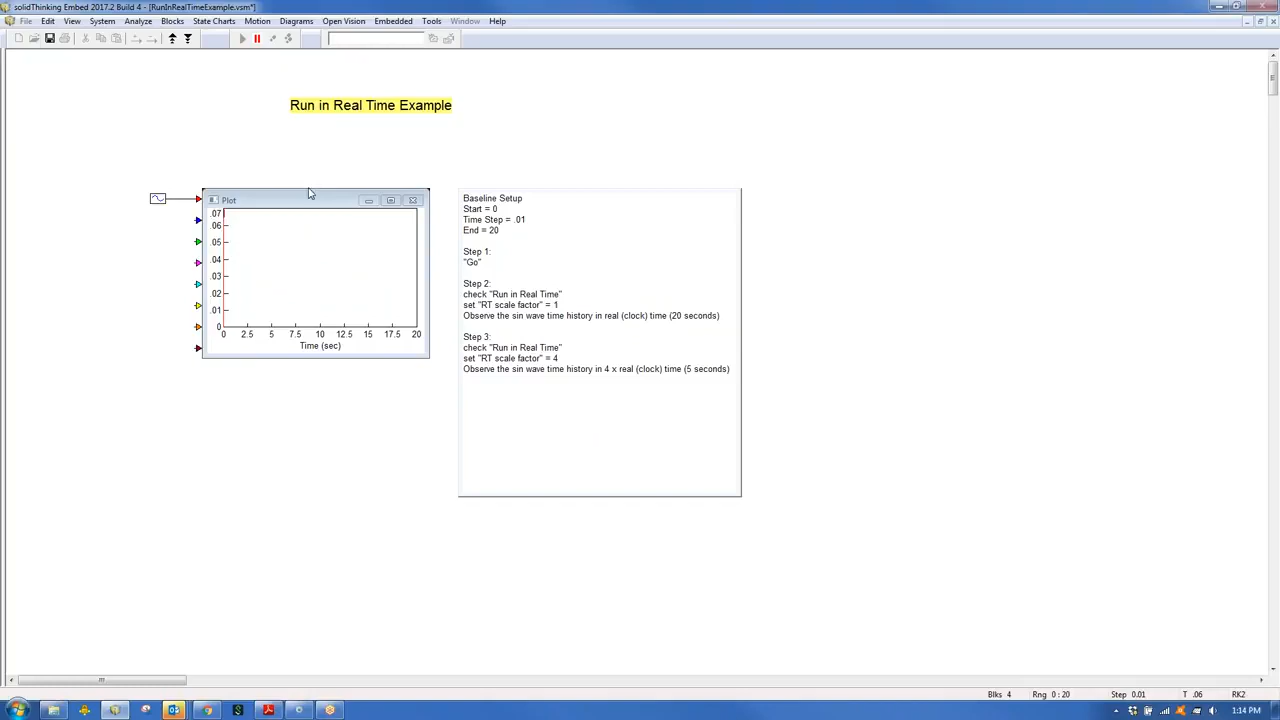 solidThinking Embed 2017.2 Build 4 - [RunInRealTimeExample.vsm*]
File Edit View System Analyze Blocks State Charts Motion Diagrams Open Vision Embedded Tools Window Help
Run in Real Time Example
Plot
.07
.06
.05
.04
.03
.02
.01
0
0 2.5 5 7.5 10 12.5 15 17.5 20
Time (sec)
Baseline Setup
Start = 0
Time Step = .01
End = 20
Step 1:
"Go"
Step 2:
check "Run in Real Time"
set "RT scale factor" = 1
Observe the sin wave time history in real (clock) time (20 seconds)
Step 3:
check "Run in Real Time"
set "RT scale factor" = 4
Observe the sin wave time history in 4 x real (clock) time (5 seconds)
Blks 4 Rng 0 : 20 Step 0.01 T .06 RK2
1:14 PM